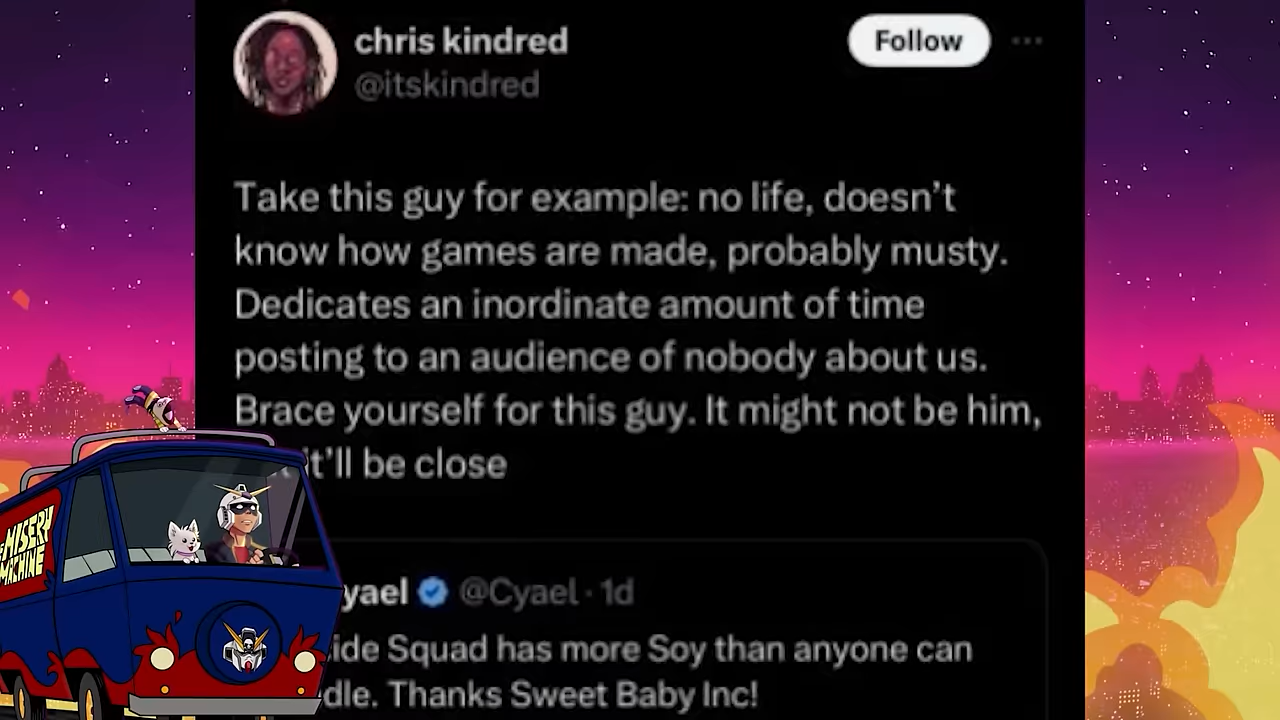 chris kindred
Follow
@itskindred
Take this guy for example: no life, doesn't
know how games are made, probably musty.
Dedicates an inordinate amount of time
posting to an audience of nobody about us.
Brace yourself for this guy. It might not be him,
it'll be close
yael @Cyael · 1d
ide Squad has more Soy than anyone can
dle. Thanks Sweet Baby Inc!
MISERY
MACHINE